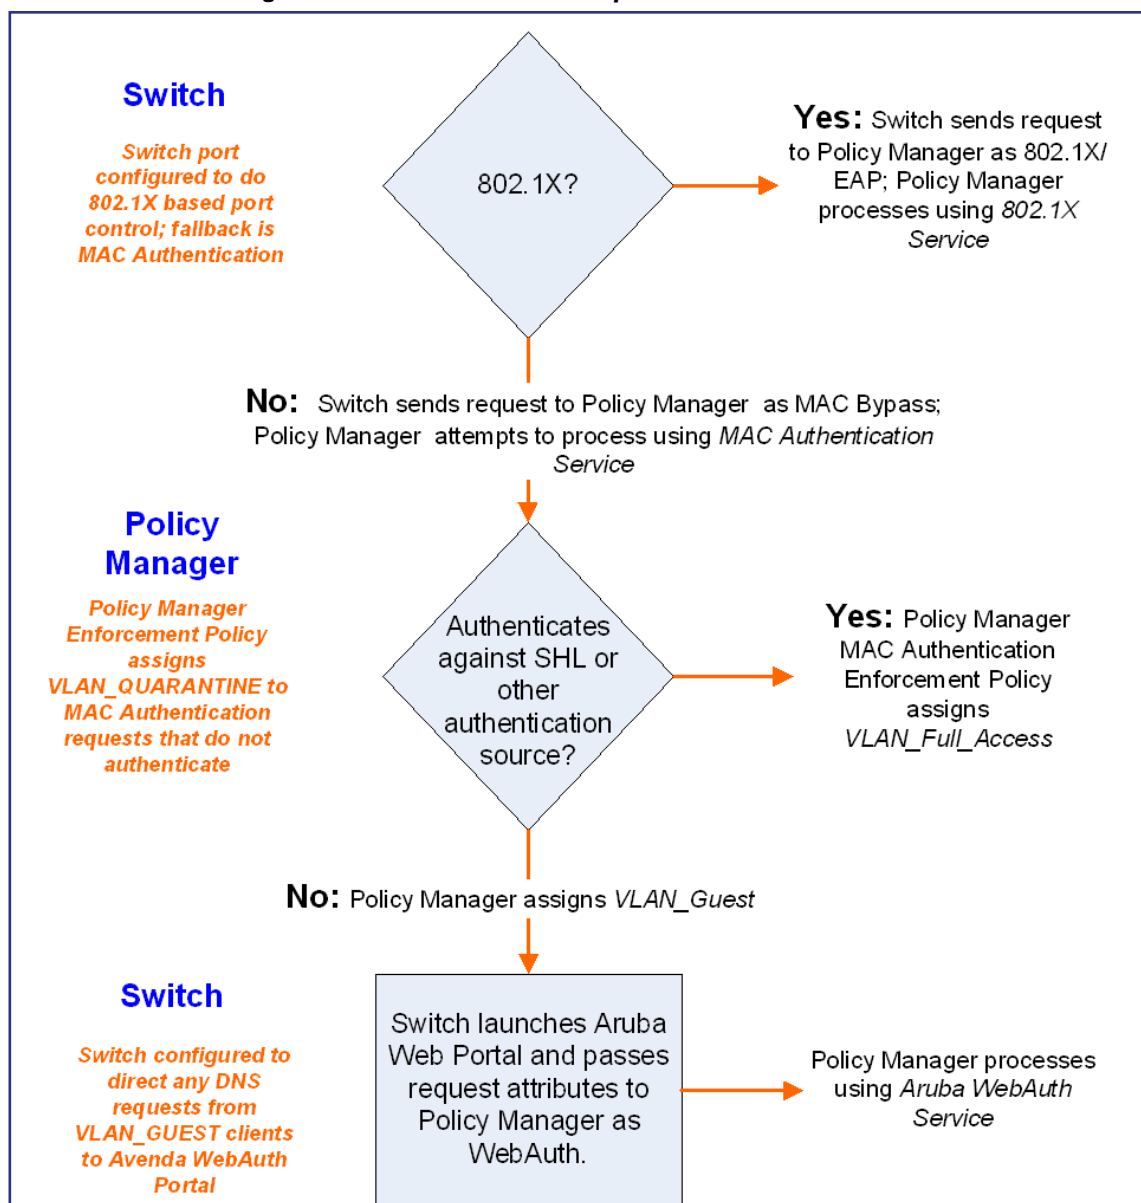 Switch
Switch port
configured to do
802.1X based port
control; fallback is
MAC Authentication
802.1X?
Yes: Switch sends request
to Policy Manager as 802.1X/
EAP; Policy Manager
processes using 802.1X
Service
No: Switch sends request to Policy Manager as MAC Bypass;
Policy Manager attempts to process using MAC Authentication
Service
Policy
Manager
Policy Manager
Enforcement Policy
assigns
VLAN_QUARANTINE to
MAC Authentication
requests that do not
authenticate
Authenticates
against SHL or
other
authentication
source?
Yes: Policy Manager
MAC Authentication
Enforcement Policy
assigns
VLAN_Full_Access
No: Policy Manager assigns VLAN_Guest
Switch
Switch configured to
direct any DNS
requests from
VLAN_GUEST clients
to Avenda WebAuth
Portal
Switch launches Aruba
Web Portal and passes
request attributes to
Policy Manager as
WebAuth.
Policy Manager processes
using Aruba WebAuth
Service